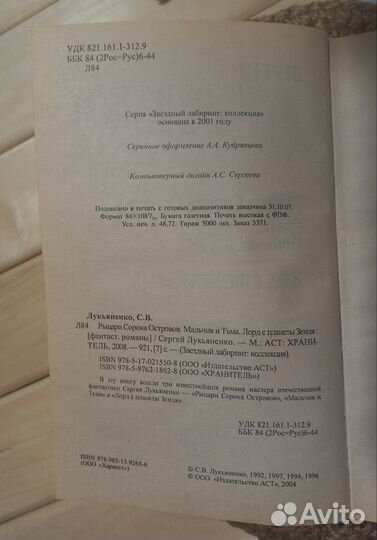 УДК 821.161.1-312.9
ББК 84 (2Рос=Рус)6-44
Л84
Серия «Звездный лабиринт: коллекция»
основана в 2001 году
Серийное оформление А.А. Кудрявцева
Компьютерный дизайн А.С. Сергеева
Подписано в печать с готовых диапозитивов заказчика 31.10.07.
Формат 84×108¹/₃₂. Бумага газетная. Печать высокая с ФПФ.
Усл. печ. л. 48,72. Тираж 5000 экз. Заказ 3371.
Лукьяненко, С.В.
Л84 Рыцари Сорока Островов. Мальчик и Тьма. Лорд с планеты Земля :
[фантаст. романы] / Сергей Лукьяненко. — М.: АСТ: ХРАНИ-
ТЕЛЬ, 2008. — 921, [7] с. — (Звездный лабиринт: коллекция).
ISBN 978-5-17-021550-8 (ООО «Издательство АСТ»)
ISBN 978-5-9762-1862-8 (ООО «ХРАНИТЕЛЬ»)
В эту книгу вошли три известнейших романа мастера отечественной
фантастики Сергея Лукьяненко — «Рыцари Сорока Островов», «Мальчик и
Тьма» и «Лорд с планеты Земля».
УДК 821.161.1-312.9
ББК 84 (2Рос=Рус)6-44
ISBN 978-985-13-9265-6
(ООО «Харвест»)
© С.В. Лукьяненко, 1992, 1997, 1994, 1996
© ООО «Издательство АСТ», 2004
Avito